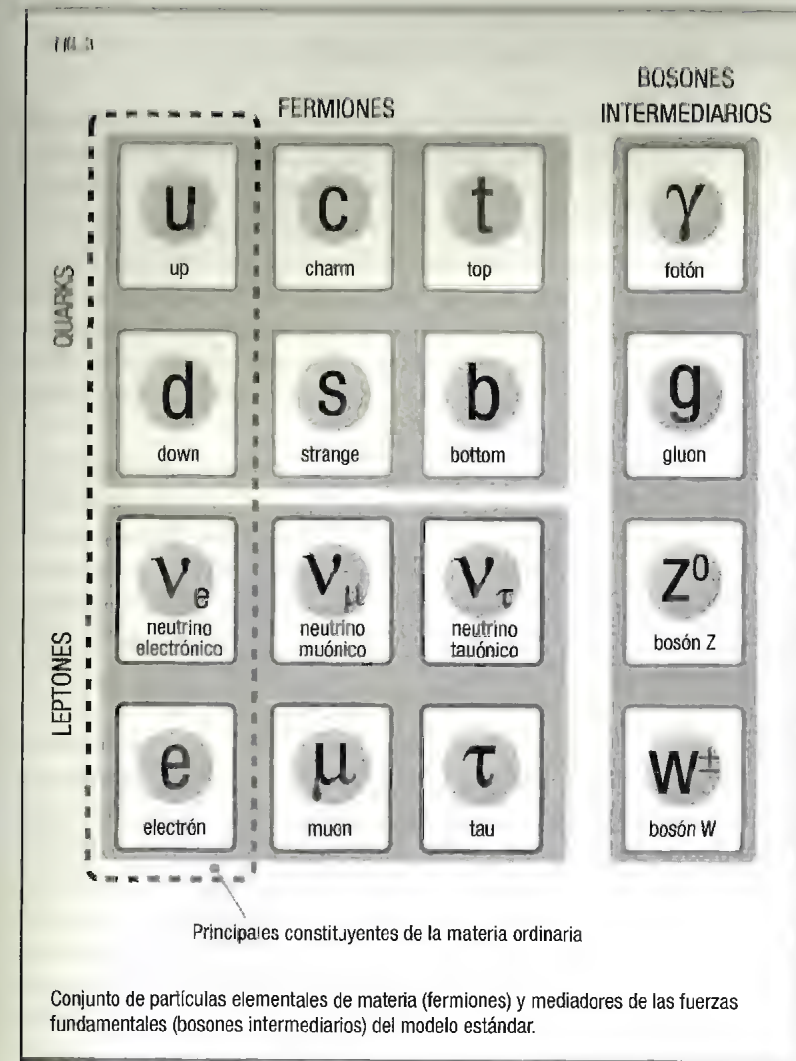 FIG. 3
FERMIONES
BOSONES
INTERMEDIARIOS
QUARKS
LEPTONES
u
up
c
charm
t
top
γ
fotón
d
down
s
strange
b
bottom
g
gluon
νe
neutrino
electrónico
νμ
neutrino
muónico
ντ
neutrino
tauónico
Z⁰
bosón Z
e
electrón
μ
muon
τ
tau
W±
bosón W
Principales constituyentes de la materia ordinaria
Conjunto de partículas elementales de materia (fermiones) y mediadores de las fuerzas
fundamentales (bosones intermediarios) del modelo estándar.